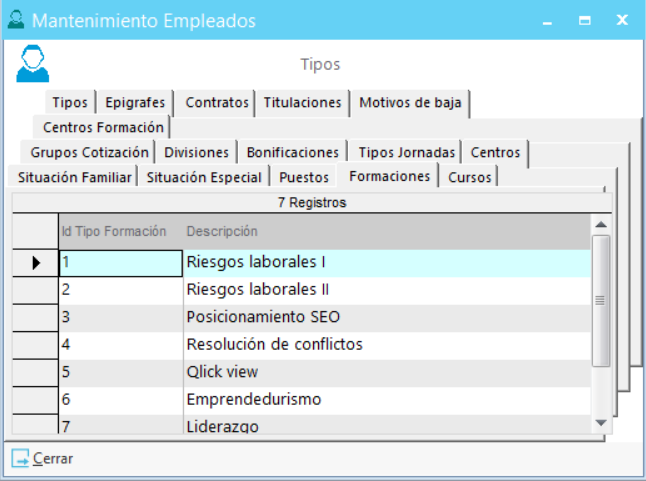 Mantenimiento Empleados
Tipos
Tipos Epigrafes Contratos Titulaciones Motivos de baja
Centros Formación
Grupos Cotización Divisiones Bonificaciones Tipos Jornadas Centros
Situación Familiar Situación Especial Puestos Formaciones Cursos
7 Registros
Id Tipo Formación Descripción
1 Riesgos laborales I
2 Riesgos laborales II
3 Posicionamiento SEO
4 Resolución de conflictos
5 Qlick view
6 Emprendedurismo
7 Liderazgo
Cerrar